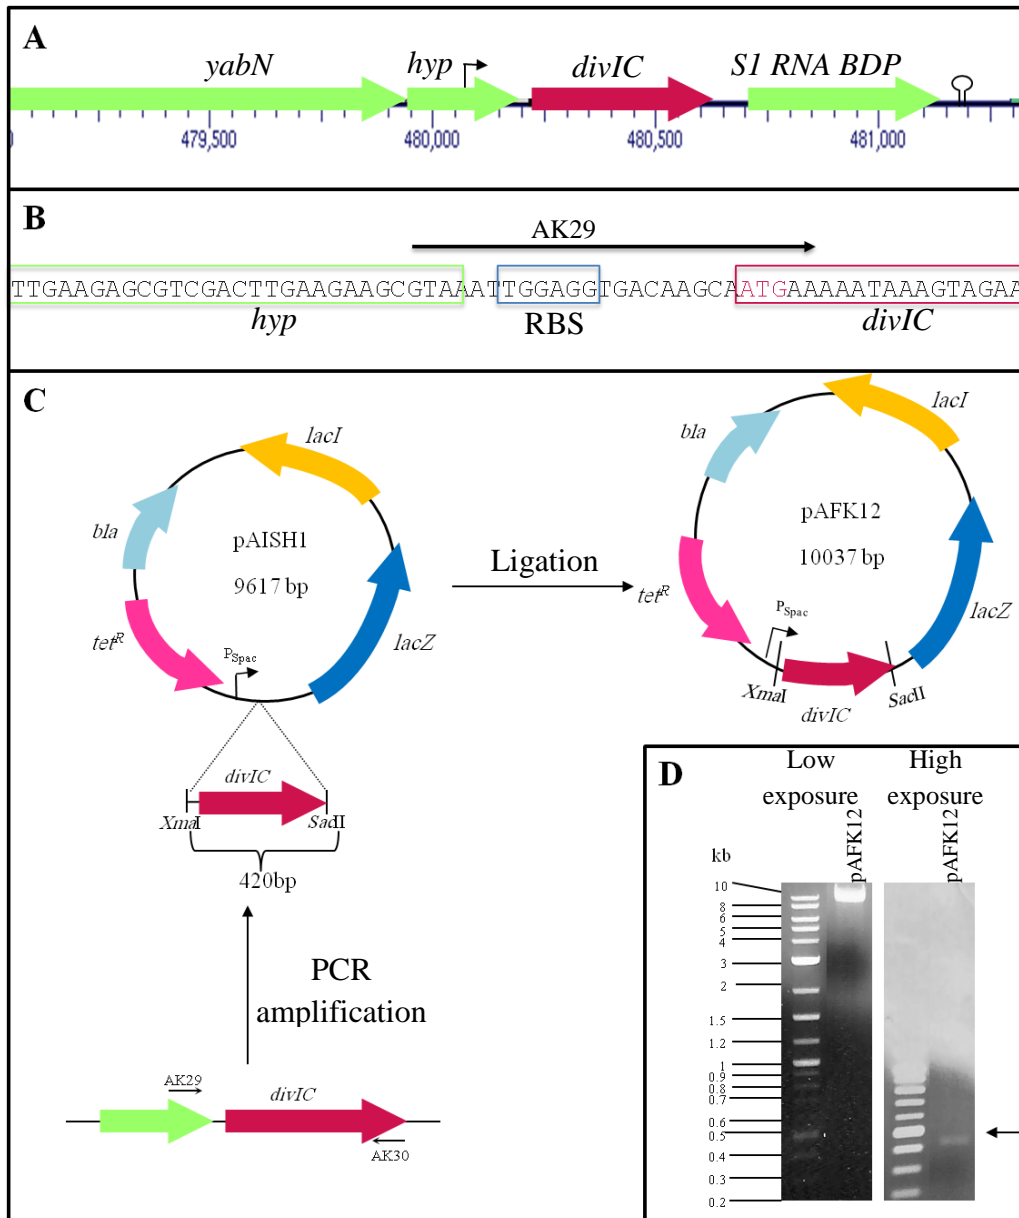 A
yabN
hyp
divIC
S1 RNA BDP
479,500
480,000
480,500
481,000
B
AK29
TTGAAGAGCGTCGACTTGAAGAAGCGTAAATTGGAGGTGACAAGCAATGAAAAATAAAGTAGAA
hyp
RBS
divIC
C
lacI
bla
pAISH1
9617 bp
tetR
PSpac
lacZ
Ligation
lacI
bla
pAFK12
10037 bp
tetR
PSpac
lacZ
XmaI
divIC
SacII
divIC
XmaI
SacII
420bp
PCR
amplification
AK29
divIC
AK30
D
Low
exposure
High
exposure
pAFK12
pAFK12
kb
10
8
6
5
4
3
2
1.5
1.2
1
0.9
0.8
0.7
0.6
0.5
0.4
0.3
0.2